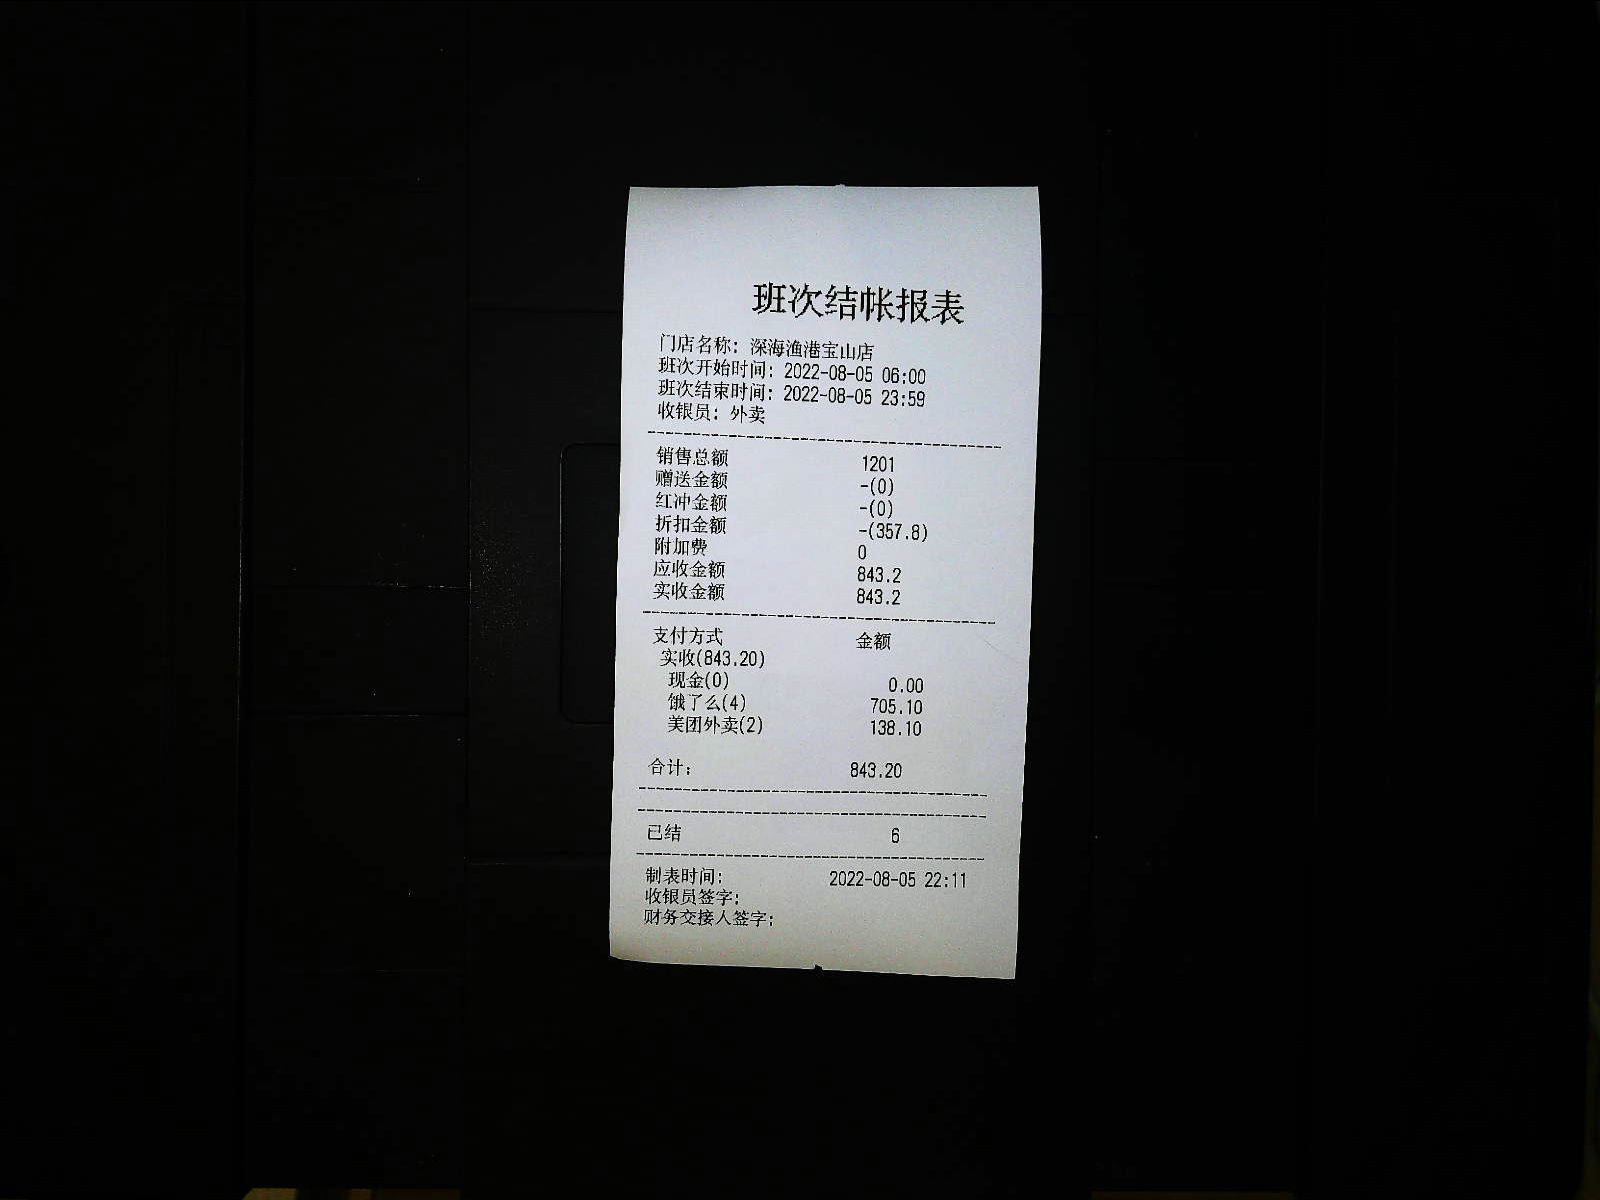 班次结帐报表
门店名称: 深海渔港宝山店
班次开始时间: 2022-08-05 06:00
班次结束时间: 2022-08-05 23:59
收银员: 外卖
销售总额 1201
赠送金额 -(0)
红冲金额 -(0)
折扣金额 -(357.8)
附加费 0
应收金额 843.2
实收金额 843.2
支付方式 金额
实收(843.20)
现金(0) 0.00
饿了么(4) 705.10
美团外卖(2) 138.10
合计: 843.20
已结 6
制表时间: 2022-08-05 22:11
收银员签字:
财务交接人签字: